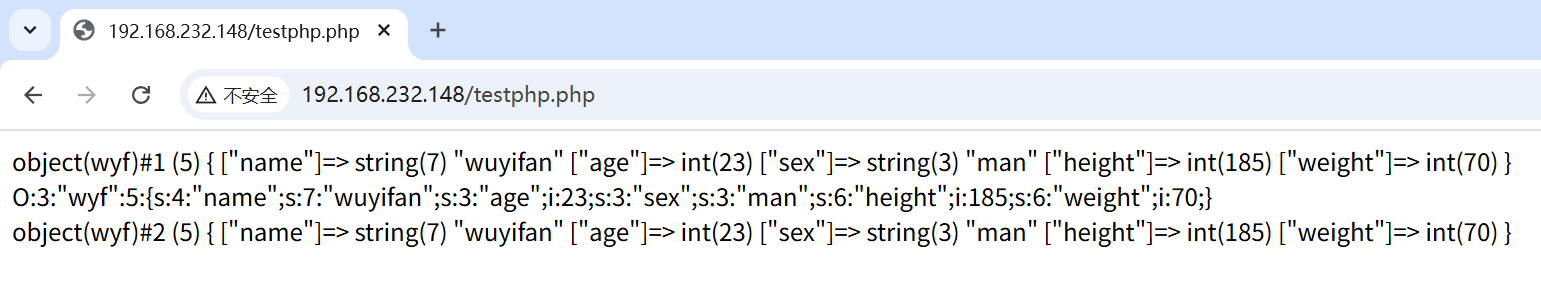 192.168.232.148/testphp.php
不安全 192.168.232.148/testphp.php
object(wyf)#1 (5) { ["name"]=> string(7) "wuyifan" ["age"]=> int(23) ["sex"]=> string(3) "man" ["height"]=> int(185) ["weight"]=> int(70) }
O:3:"wyf":5:{s:4:"name";s:7:"wuyifan";s:3:"age";i:23;s:3:"sex";s:3:"man";s:6:"height";i:185;s:6:"weight";i:70;}
object(wyf)#2 (5) { ["name"]=> string(7) "wuyifan" ["age"]=> int(23) ["sex"]=> string(3) "man" ["height"]=> int(185) ["weight"]=> int(70) }